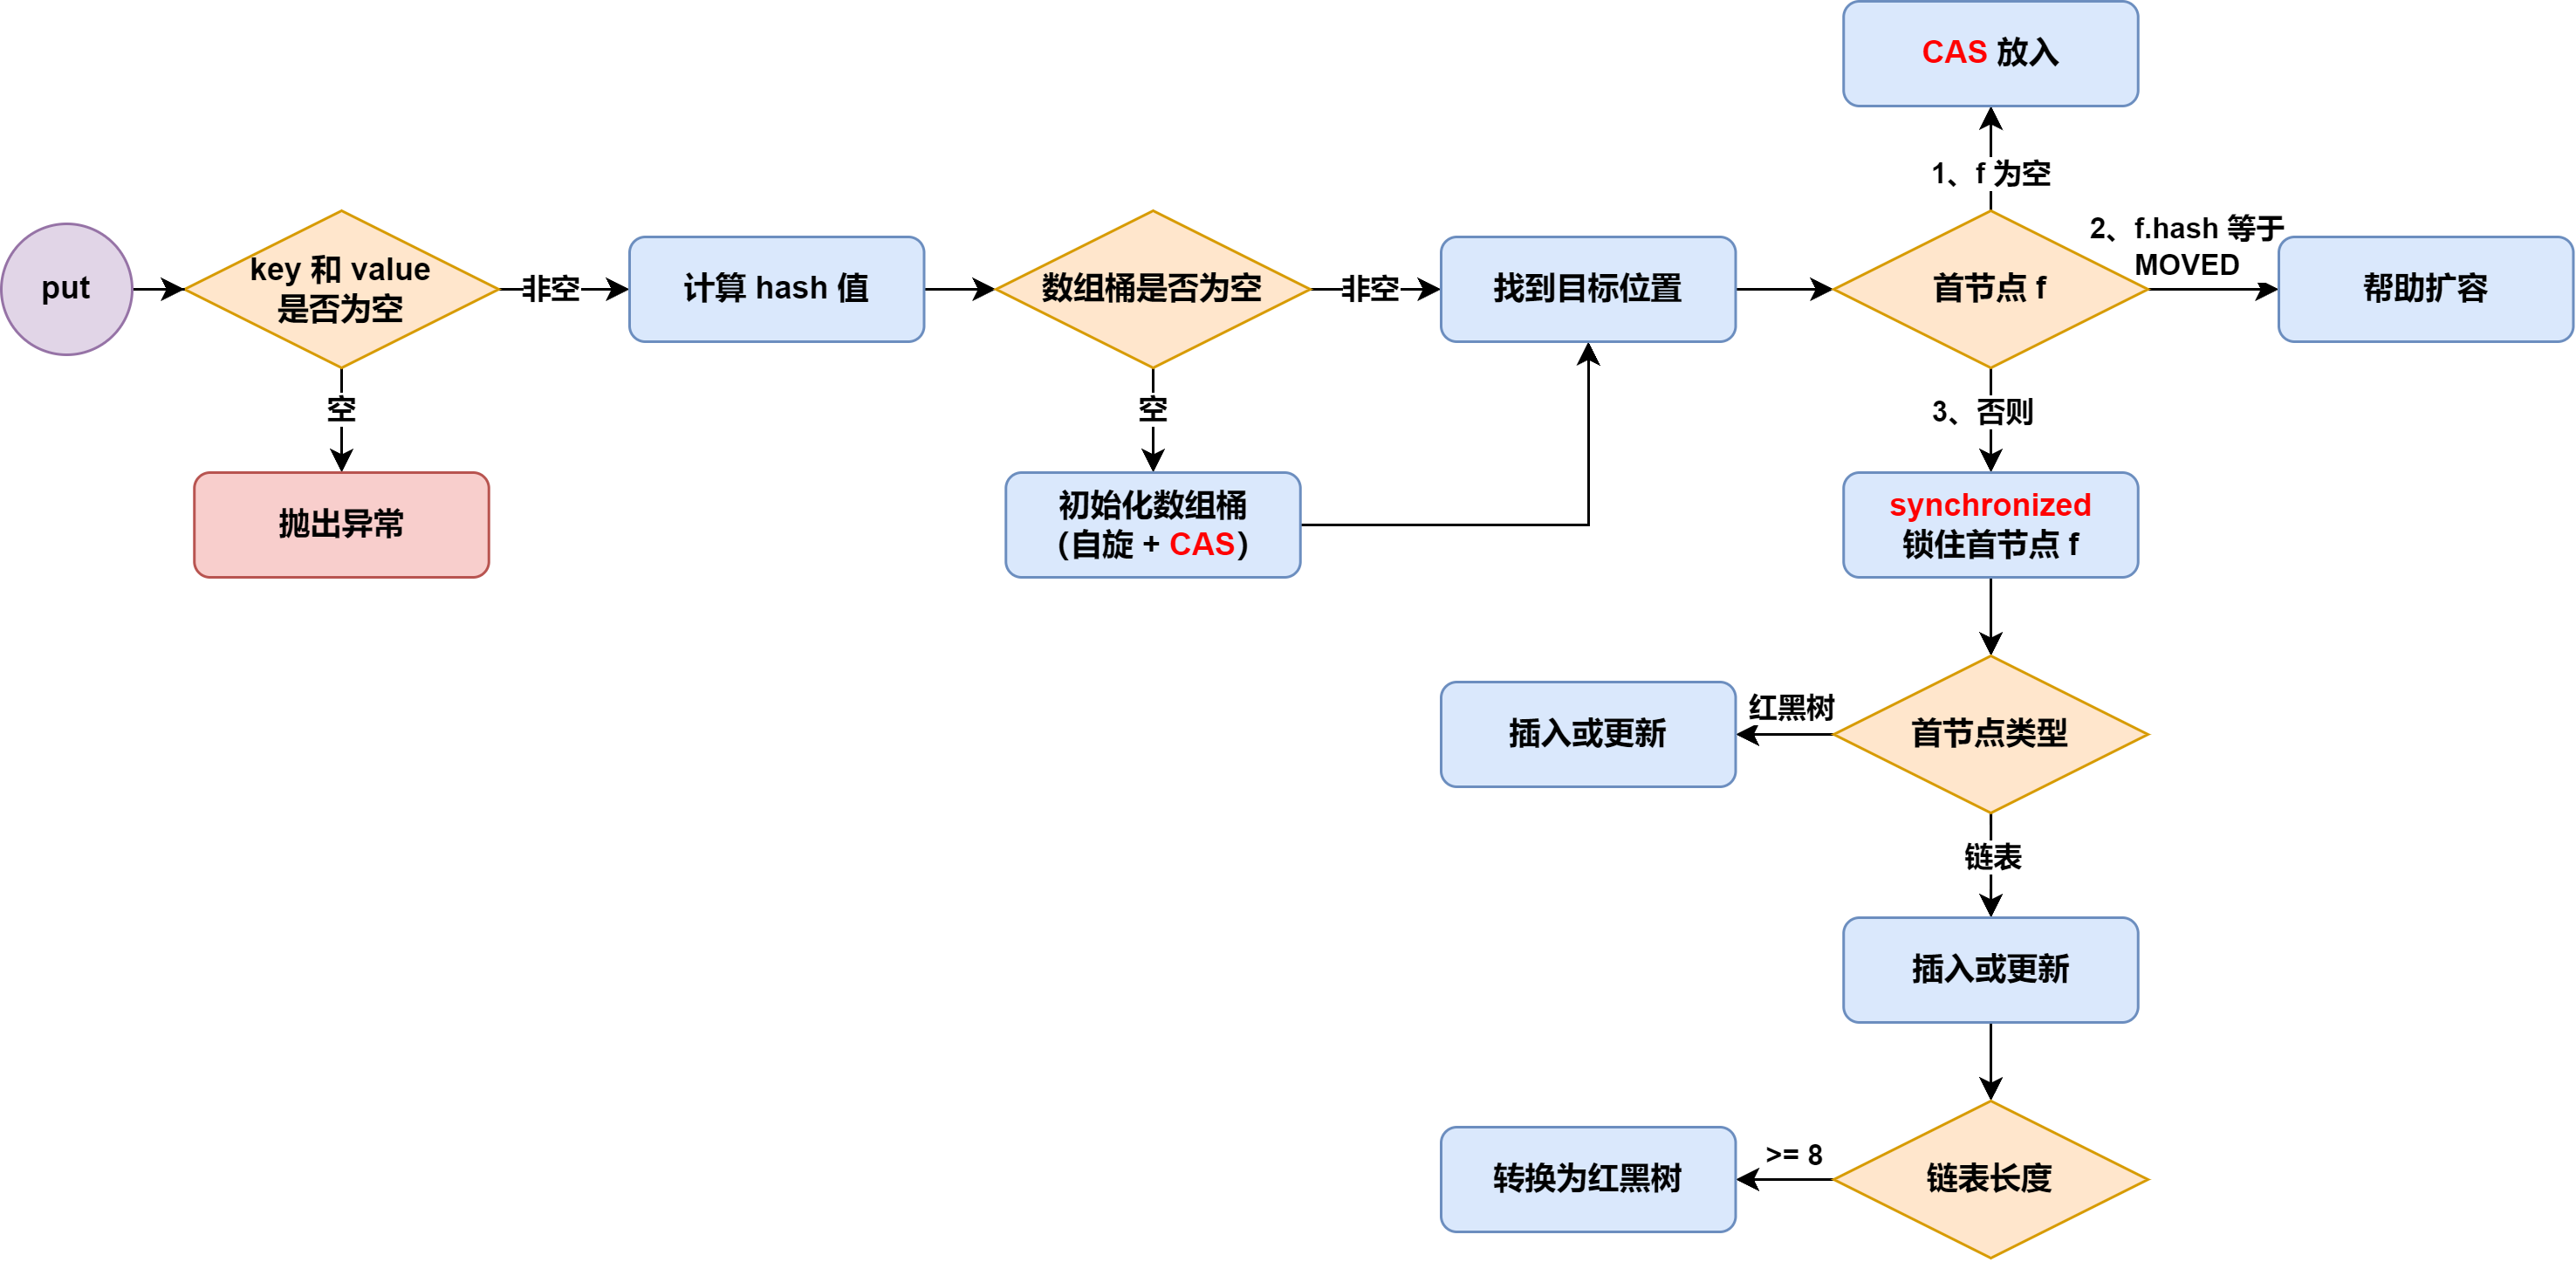 CAS 放入
1、f 为空
2、f.hash 等于
MOVED
put
key 和 value
是否为空
非空
计算 hash 值
数组桶是否为空
非空
找到目标位置
首节点 f
帮助扩容
空
空
3、否则
抛出异常
初始化数组桶
（自旋 + CAS）
synchronized
锁住首节点 f
红黑树
插入或更新
首节点类型
链表
插入或更新
>= 8
转换为红黑树
链表长度